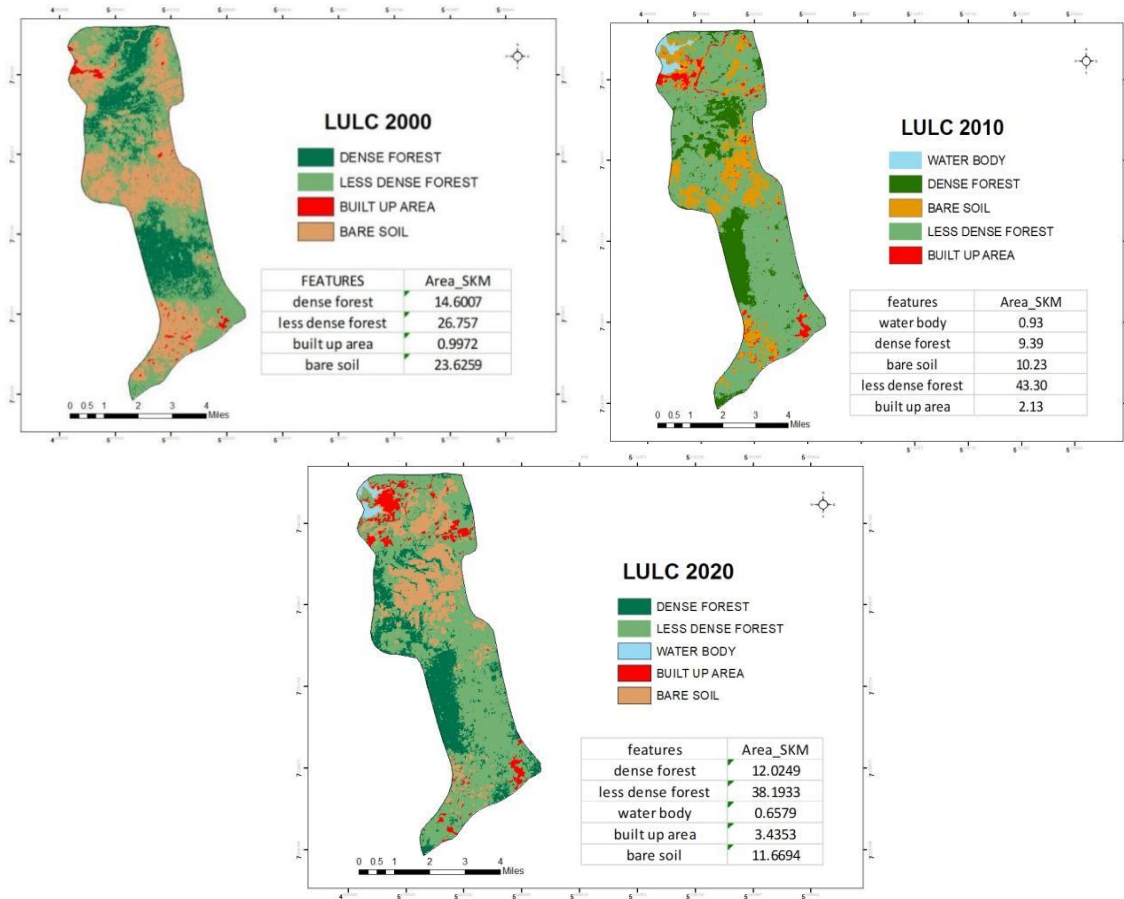 LULC 2000
DENSE FOREST
LESS DENSE FOREST
BUILT UP AREA
BARE SOIL
FEATURES Area_SKM
dense forest 14.6007
less dense forest 26.757
built up area 0.9972
bare soil 23.6259
0 0.5 1 2 3 4
Miles
LULC 2010
WATER BODY
DENSE FOREST
BARE SOIL
LESS DENSE FOREST
BUILT UP AREA
features Area_SKM
water body 0.93
dense forest 9.39
bare soil 10.23
less dense forest 43.30
built up area 2.13
0 0.5 1 2 3 4
Miles
LULC 2020
DENSE FOREST
LESS DENSE FOREST
WATER BODY
BUILT UP AREA
BARE SOIL
features Area_SKM
dense forest 12.0249
less dense forest 38.1933
water body 0.6579
built up area 3.4353
bare soil 11.6694
0 0.5 1 2 3 4
Miles